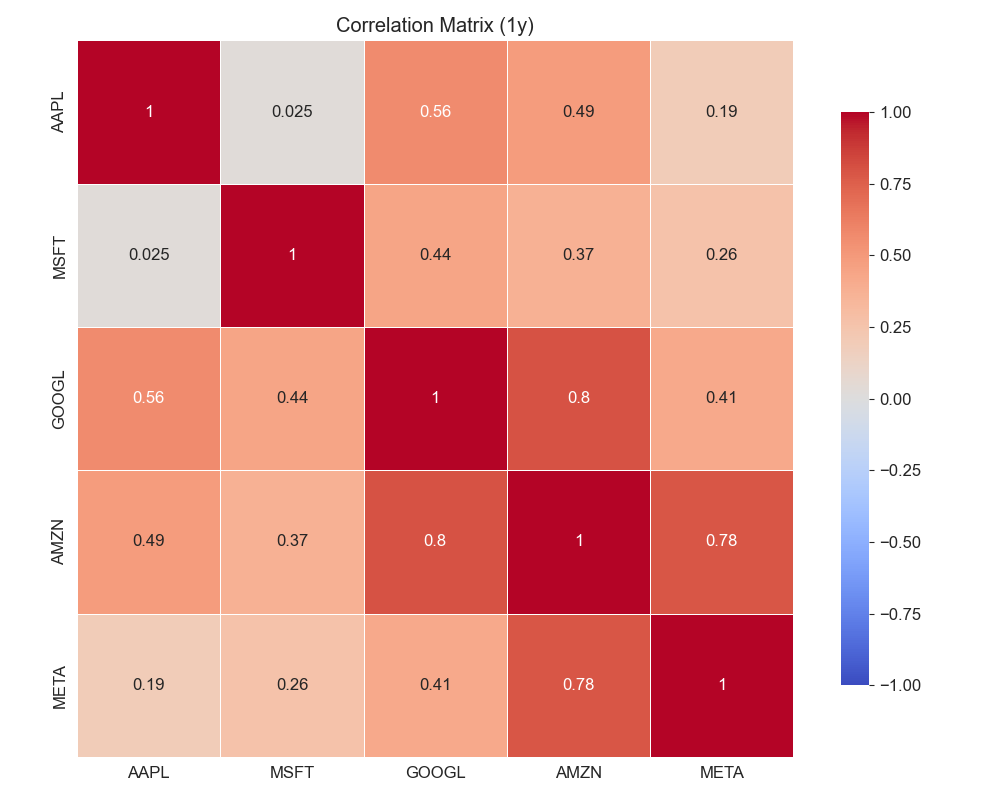 Correlation Matrix (1y)
AAPL 1 0.025 0.56 0.49 0.19
MSFT 0.025 1 0.44 0.37 0.26
GOOGL 0.56 0.44 1 0.8 0.41
AMZN 0.49 0.37 0.8 1 0.78
META 0.19 0.26 0.41 0.78 1
AAPL MSFT GOOGL AMZN META
1.00
0.75
0.50
0.25
0.00
−0.25
−0.50
−0.75
−1.00